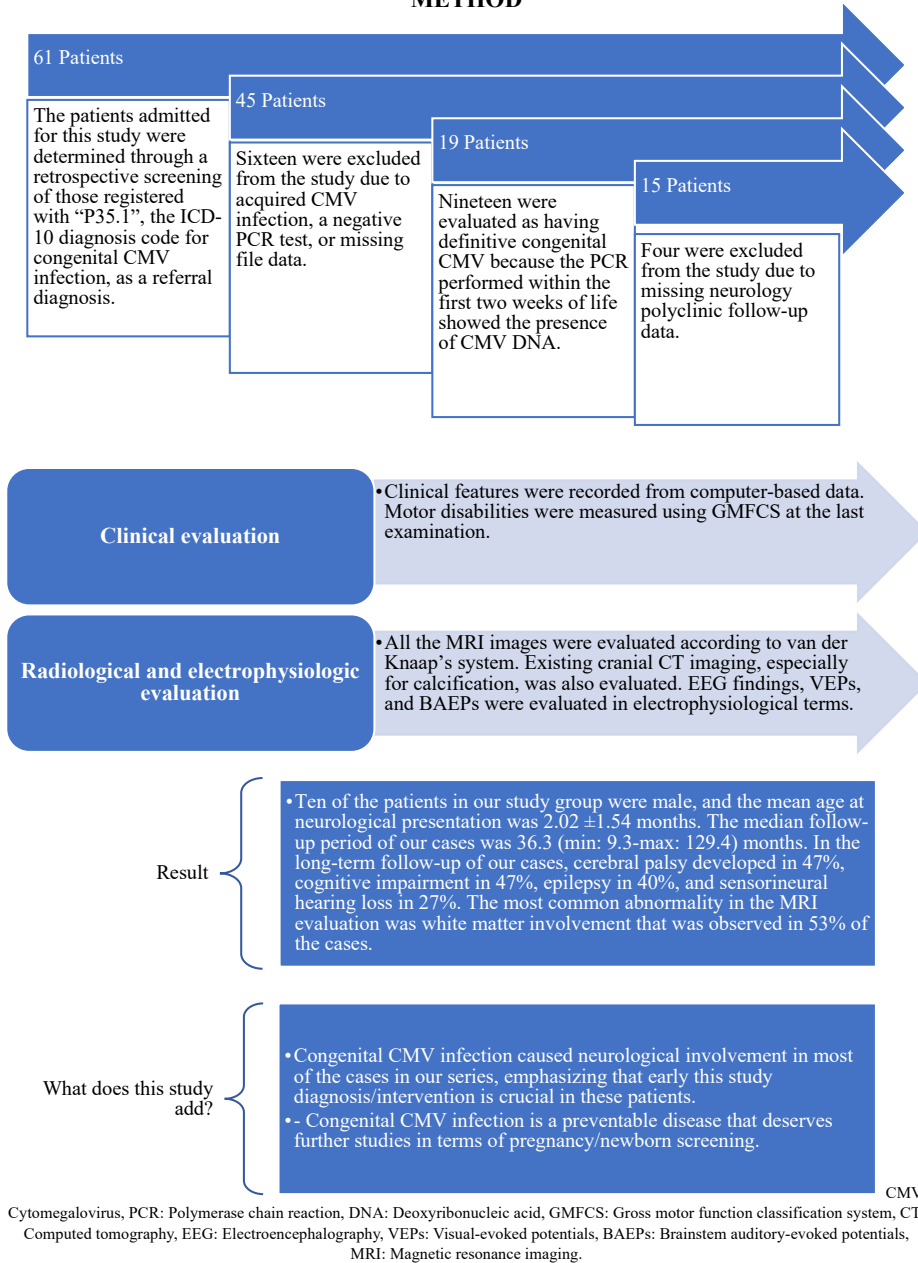 METHOD
61 Patients
The patients admitted
for this study were
determined through a
retrospective screening
of those registered
with “P35.1”, the ICD-
10 diagnosis code for
congenital CMV
infection, as a referral
diagnosis.
45 Patients
Sixteen were excluded
from the study due to
acquired CMV
infection, a negative
PCR test, or missing
file data.
19 Patients
Nineteen were
evaluated as having
definitive congenital
CMV because the PCR
performed within the
first two weeks of life
showed the presence
of CMV DNA.
15 Patients
Four were excluded
from the study due to
missing neurology
polyclinic follow-up
data.
Clinical evaluation
•Clinical features were recorded from computer-based data.
Motor disabilities were measured using GMFCS at the last
examination.
Radiological and electrophysiologic
evaluation
•All the MRI images were evaluated according to van der
Knaap’s system. Existing cranial CT imaging, especially
for calcification, was also evaluated. EEG findings, VEPs,
and BAEPs were evaluated in electrophysiological terms.
Result
•Ten of the patients in our study group were male, and the mean age at
neurological presentation was 2.02 ±1.54 months. The median follow-
up period of our cases was 36.3 (min: 9.3-max: 129.4) months. In the
long-term follow-up of our cases, cerebral palsy developed in 47%,
cognitive impairment in 47%, epilepsy in 40%, and sensorineural
hearing loss in 27%. The most common abnormality in the MRI
evaluation was white matter involvement that was observed in 53% of
the cases.
What does this study
add?
•Congenital CMV infection caused neurological involvement in most
of the cases in our series, emphasizing that early this study
diagnosis/intervention is crucial in these patients.
•- Congenital CMV infection is a preventable disease that deserves
further studies in terms of pregnancy/newborn screening.
CMV
Cytomegalovirus, PCR: Polymerase chain reaction, DNA: Deoxyribonucleic acid, GMFCS: Gross motor function classification system, CT
Computed tomography, EEG: Electroencephalography, VEPs: Visual-evoked potentials, BAEPs: Brainstem auditory-evoked potentials,
MRI: Magnetic resonance imaging.